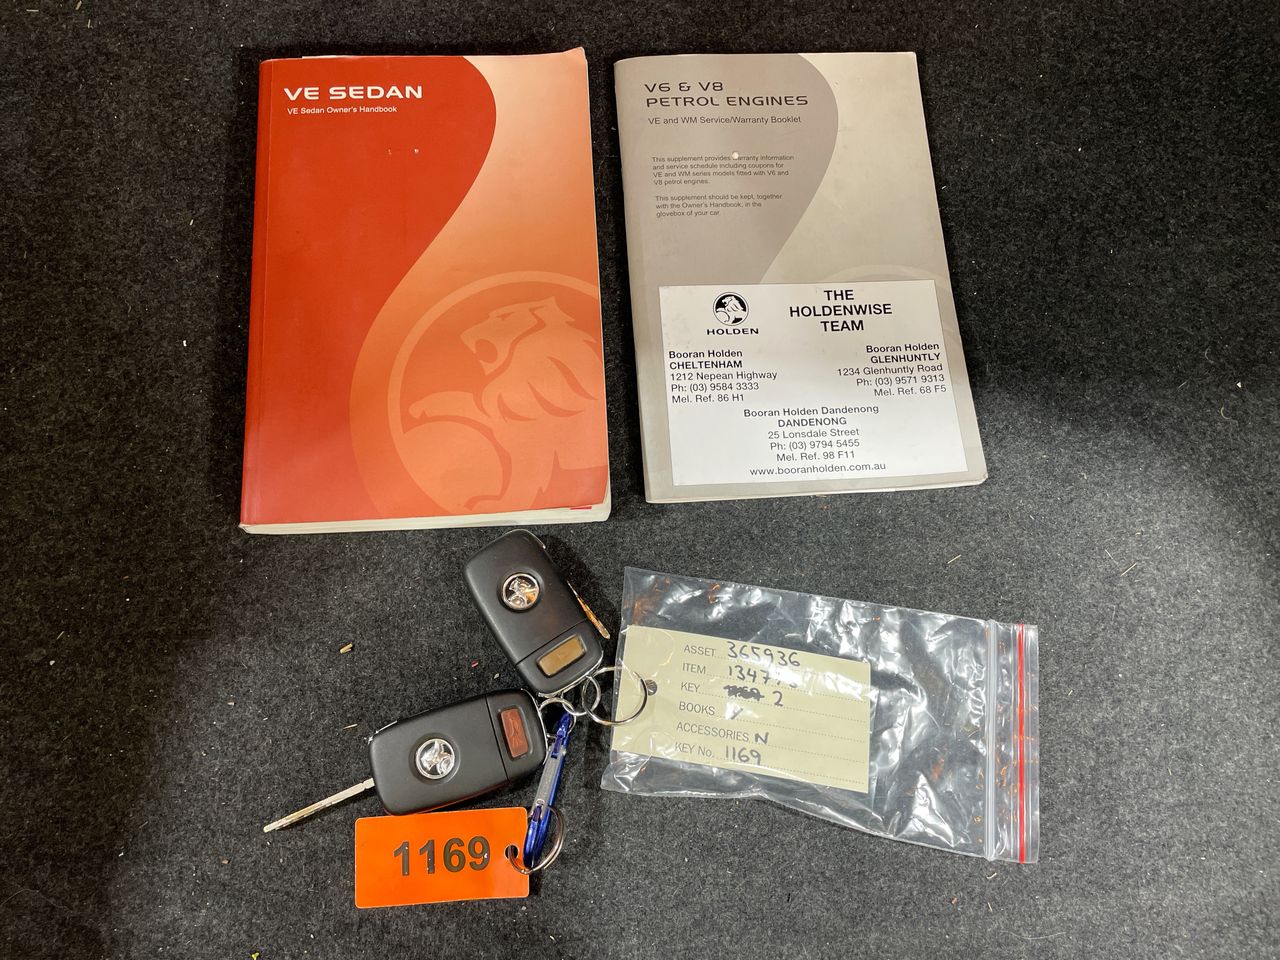 VE SEDAN
VE Sedan Owner's Handbook
V6 & V8
PETROL ENGINES
VE and WM Service/Warranty Booklet
This supplement provides warranty information
and service schedule including coupons for
VE and WM series models fitted with V6 and
V8 petrol engines.
This supplement should be kept, together
with the Owner's Handbook, in the
glovebox of your car.
HOLDEN
THE
HOLDENWISE
TEAM
Booran Holden
CHELTENHAM
1212 Nepean Highway
Ph: (03) 9584 3333
Mel. Ref. 86 H1
Booran Holden
GLENHUNTLY
1234 Glenhuntly Road
Ph: (03) 9571 9313
Mel. Ref. 68 F5
Booran Holden Dandenong
DANDENONG
25 Lonsdale Street
Ph: (03) 9794 5455
Mel. Ref. 98 F11
www.booranholden.com.au
ASSET 365936
ITEM
KEY 2
BOOKS Y
ACCESSORIES N
KEY No. 1169
1169